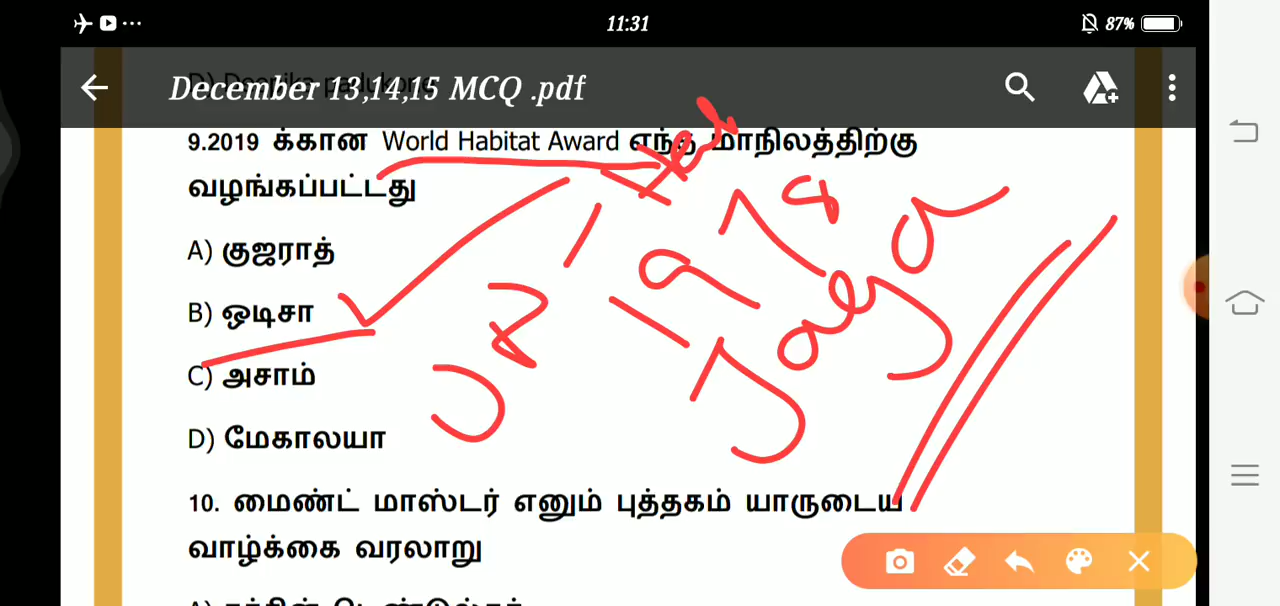 11:31
87%
December 13,14,15 MCQ .pdf
9.2019 க்கான World Habitat Award எந்த மாநிலத்திற்கு
வழங்கப்பட்டது
A) குஜராத்
B) ஒடிசா
C) அசாம்
D) மேகாலயா
Jaga
10. மைண்ட் மாஸ்டர் எனும் புத்தகம் யாருடைய
வாழ்க்கை வரலாறு